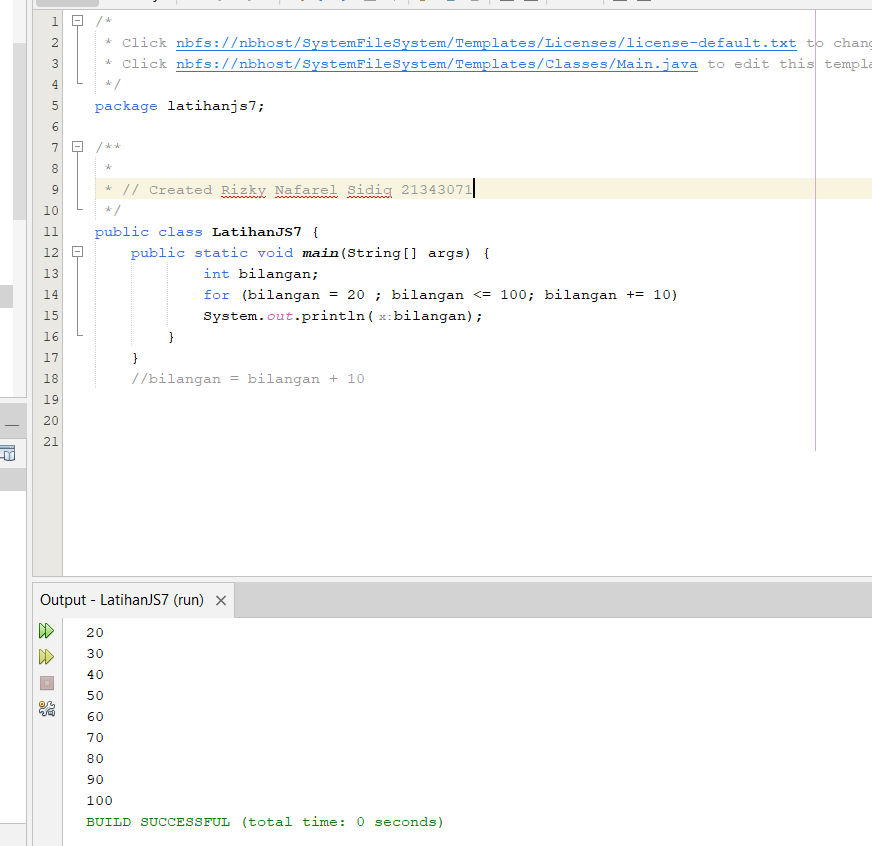 1 /*
2 * Click nbfs://nbhost/SystemFileSystem/Templates/Licenses/license-default.txt to chang
3 * Click nbfs://nbhost/SystemFileSystem/Templates/Classes/Main.java to edit this templa
4 */
5 package latihanjs7;
6
7 /**
8 *
9 * // Created Rizky Nafarel Sidiq 21343071
10 */
11 public class LatihanJS7 {
12 public static void main(String[] args) {
13 int bilangan;
14 for (bilangan = 20 ; bilangan <= 100; bilangan += 10)
15 System.out.println( x:bilangan);
16 }
17 }
18 //bilangan = bilangan + 10
19
20
21
Output - LatihanJS7 (run)
20
30
40
50
60
70
80
90
100
BUILD SUCCESSFUL (total time: 0 seconds)